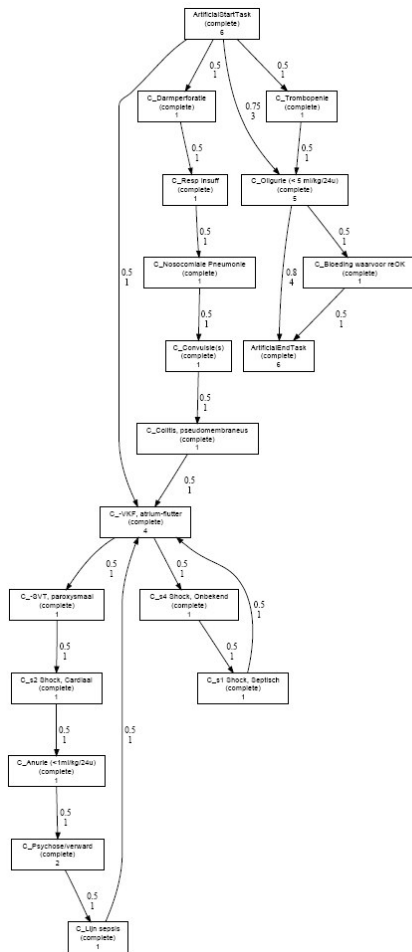 ArtificialStartTask
(complete)
6
0.5
1
0.5
1
0.75
3
C_Darmperforatie
(complete)
1
C_Trombopenie
(complete)
1
0.5
1
0.5
1
C_Resp Insuff
(complete)
1
C_Oligurie (< 5 ml/kg/24u)
(complete)
5
0.5
1
0.5
1
0.5
1
0.8
4
C_Nosocomiale Pneumonie
(complete)
1
C_Bloeding waarvoor reOK
(complete)
1
0.5
1
0.5
1
C_Convulsie(s)
(complete)
1
ArtificialEndTask
(complete)
6
0.5
1
C_Colitis, pseudomembraneus
(complete)
1
0.5
1
C_-VKF, atrium-flutter
(complete)
4
0.5
1
0.5
1
C_-SVT, paroxysmaal
(complete)
1
C_s4 Shock, Onbekend
(complete)
1
0.5
1
0.5
1
0.5
1
C_s2 Shock, Cardiaal
(complete)
1
C_s1 Shock, Septisch
(complete)
1
0.5
1
0.5
1
C_Anurie (<1ml/kg/24u)
(complete)
1
0.5
1
C_Psychose/verward
(complete)
2
0.5
1
C_Lijn sepsis
(complete)
1